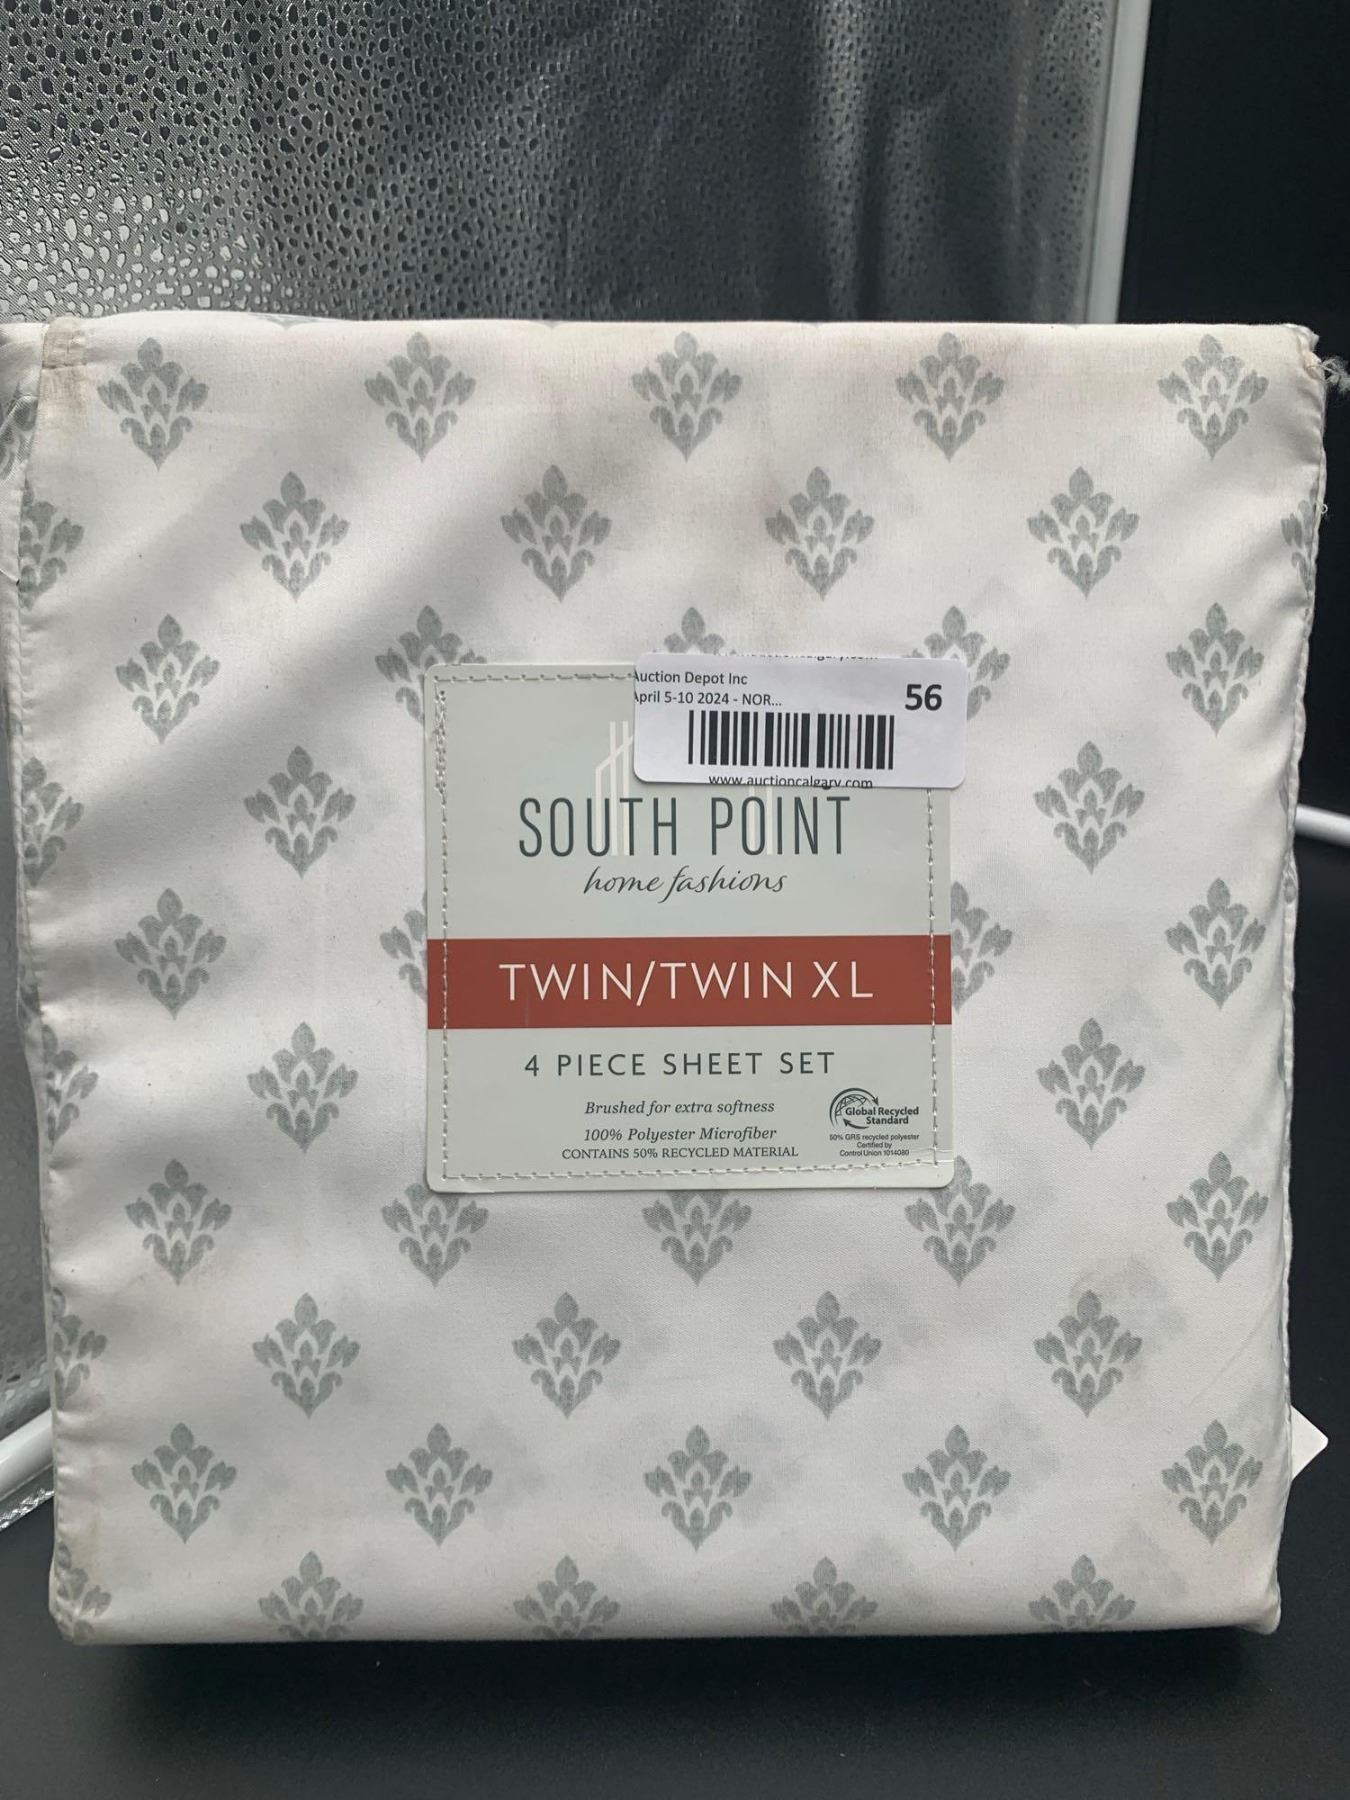 Auction Depot Inc
April 5-10 2024 - NOR...
56
www.auctioncalgary.com
SOUTH POINT
home fashions
TWIN/TWIN XL
4 PIECE SHEET SET
Brushed for extra softness
100% Polyester Microfiber
CONTAINS 50% RECYCLED MATERIAL
Global Recycled
Standard
50% GRS recycled polyester
Certified by
Control Union 1014080